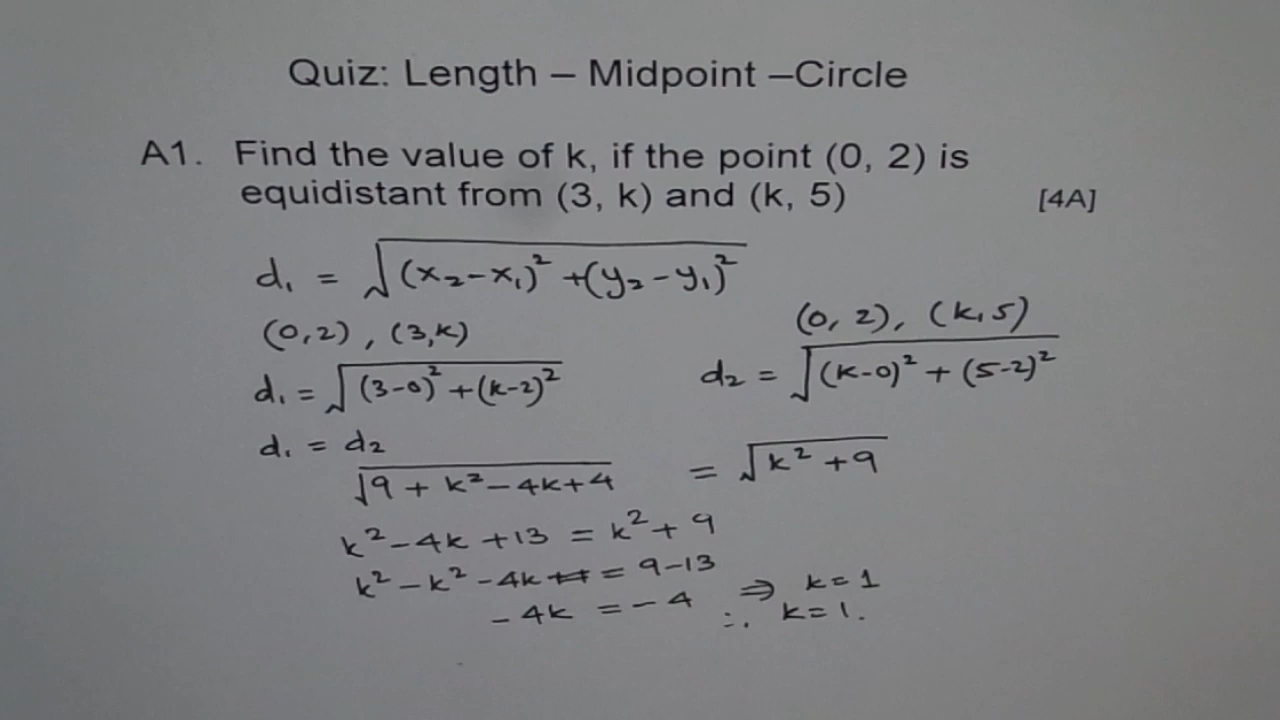 Quiz: Length – Midpoint –Circle
A1. Find the value of k, if the point (0, 2) is
equidistant from (3, k) and (k, 5) [4A]
d₁ = √((x₂-x₁)² + (y₂-y₁)²)
(0,2), (3,k)
(0, 2), (k, 5)
d₁ = √((3-0)² + (k-2)²)
d₂ = √((k-0)² + (5-2)²)
d₁ = d₂
√(9 + k² - 4k + 4) = √(k² + 9)
k² - 4k + 13 = k² + 9
k² - k² - 4k = 9 - 13
-4k = -4 ⇒ k = 1
∴ k = 1.